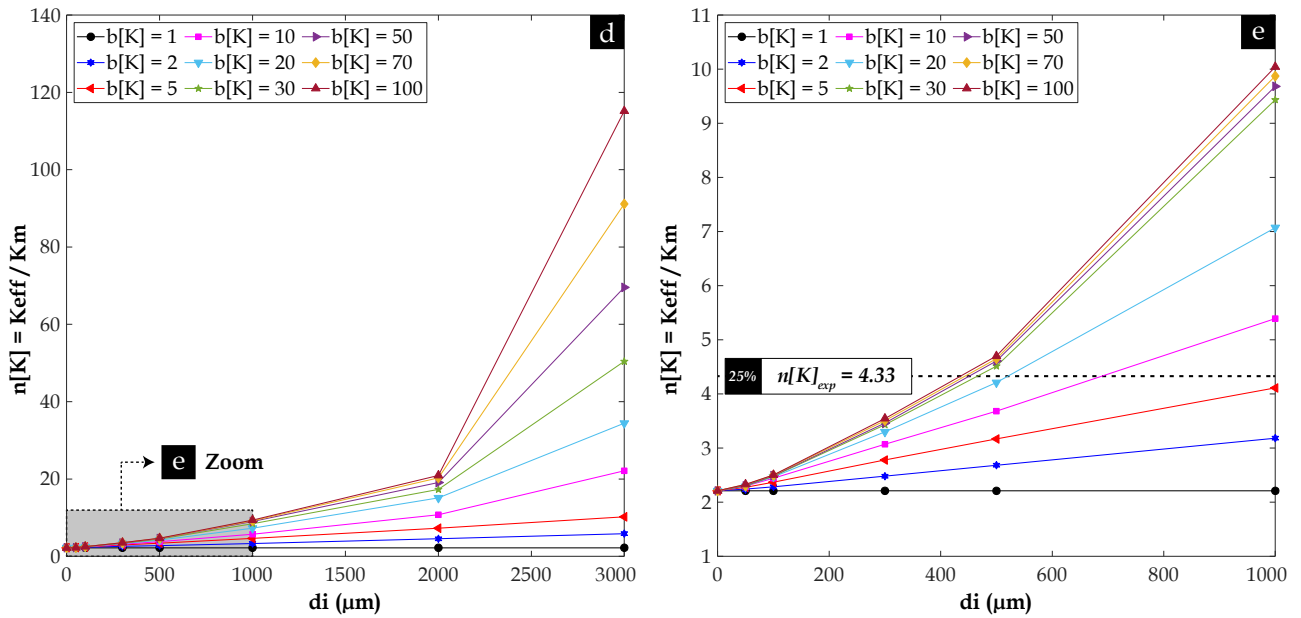 d
b[K] = 1 b[K] = 10 b[K] = 50
b[K] = 2 b[K] = 20 b[K] = 70
b[K] = 5 b[K] = 30 b[K] = 100
n[K] = Keff / Km
140
120
100
80
60
40
20
0
e Zoom
0 500 1000 1500 2000 2500 3000
di (µm)
e
b[K] = 1 b[K] = 10 b[K] = 50
b[K] = 2 b[K] = 20 b[K] = 70
b[K] = 5 b[K] = 30 b[K] = 100
n[K] = Keff / Km
11
10
9
8
7
6
5
4
3
2
1
25% n[K]exp = 4.33
0 200 400 600 800 1000
di (µm)